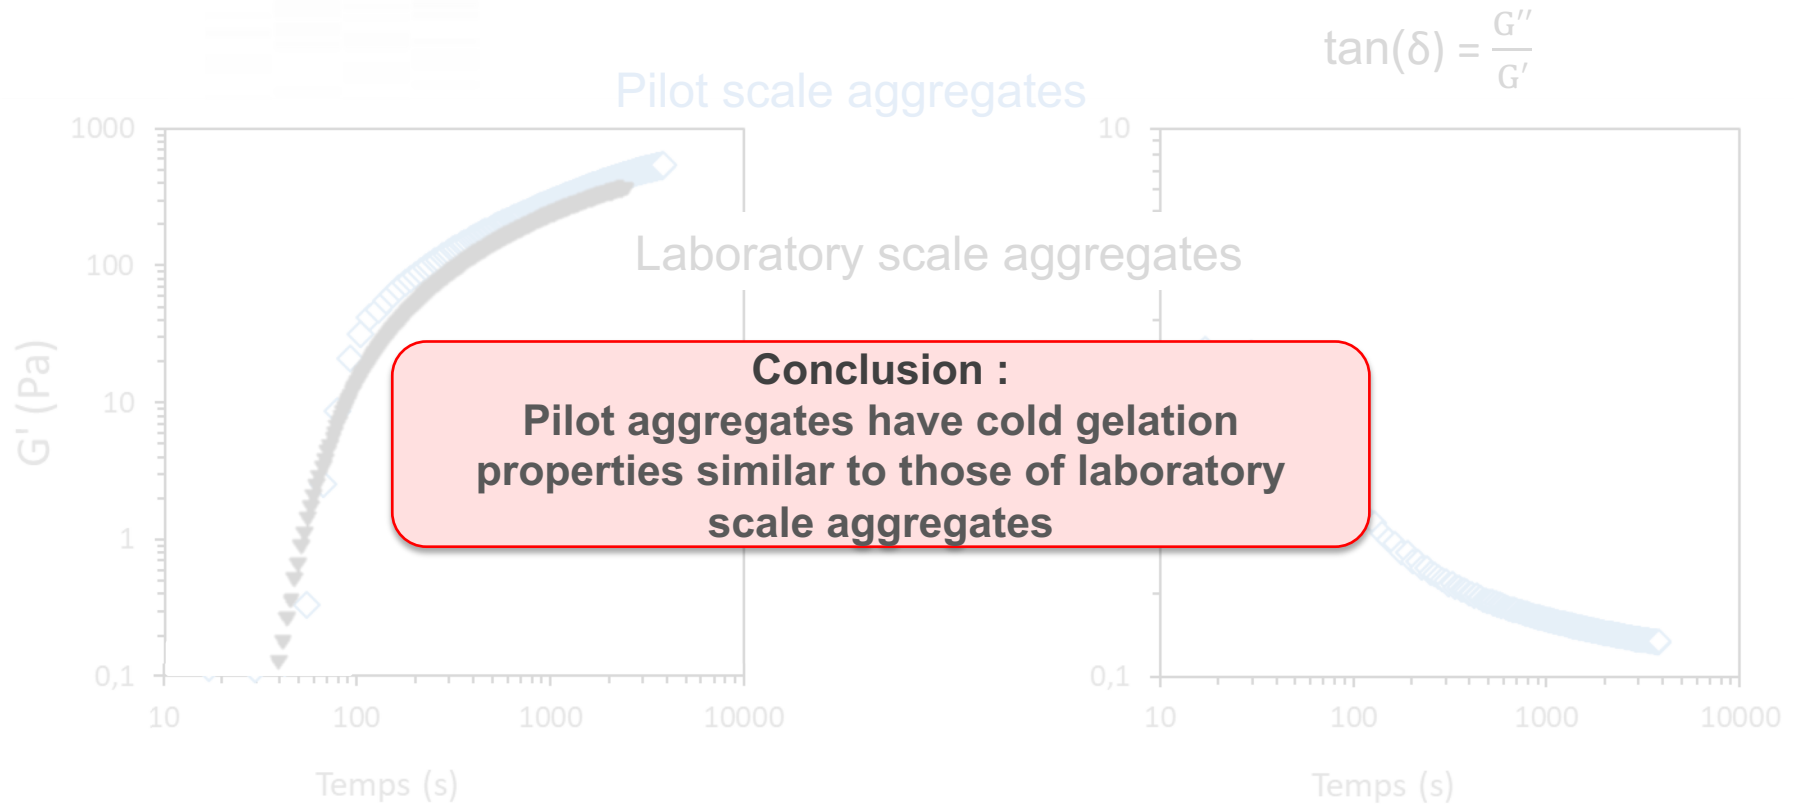 tan(δ) = G''/G'
Pilot scale aggregates
1000
100
10
1
0,1
G' (Pa)
10
100
1000
10000
Temps (s)
Laboratory scale aggregates
10
0,1
10
100
1000
10000
Temps (s)
Conclusion :
Pilot aggregates have cold gelation
properties similar to those of laboratory
scale aggregates